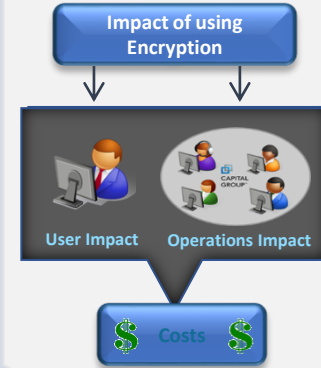 Impact of using
Encryption
CAPITAL
GROUP
User Impact
Operations Impact
$ Costs $